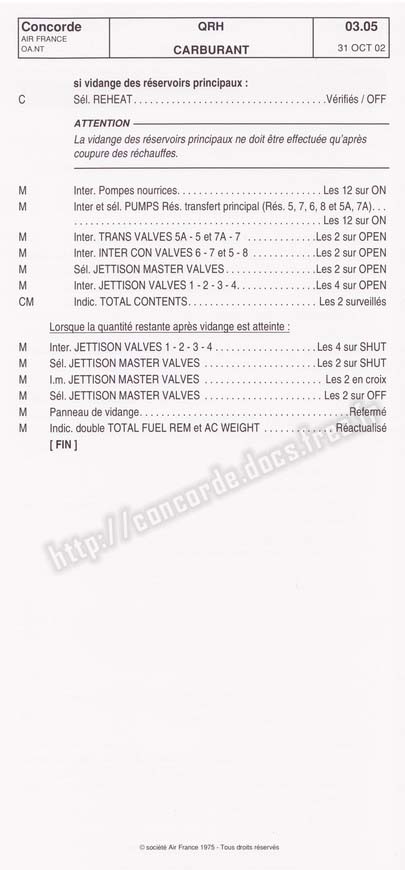 Concorde
AIR FRANCE
OA.NT
QRH
CARBURANT
03.05
31 OCT 02
si vidange des réservoirs principaux :
C Sél. REHEAT. . . . . . . . . . . . . . . . . . . . . . . . . . . . . . . . . . . .Vérifiés / OFF
ATTENTION
La vidange des réservoirs principaux ne doit être effectuée qu'après
coupure des réchauffes.
M Inter. Pompes nourrices. . . . . . . . . . . . . . . . . . . . . . . . . . . Les 12 sur ON
M Inter et sél. PUMPS Rés. transfert principal (Rés. 5, 7, 6, 8 et 5A, 7A). . .
. . . . . . . . . . . . . . . . . . . . . . . . . . . . . . . . . . . . . . . . . . . . . . Les 12 sur ON
M Inter. TRANS VALVES 5A - 5 et 7A - 7 . . . . . . . . . . . . .Les 2 sur OPEN
M Inter. INTER CON VALVES 6 - 7 et 5 - 8 . . . . . . . . . . . .Les 2 sur OPEN
M Sél. JETTISON MASTER VALVES . . . . . . . . . . . . . . . . .Les 2 sur OPEN
M Inter. JETTISON VALVES 1 - 2 - 3 - 4. . . . . . . . . . . . . . .Les 4 sur OPEN
CM Indic. TOTAL CONTENTS. . . . . . . . . . . . . . . . . . . . . . . . Les 2 surveillés
Lorsque la quantité restante après vidange est atteinte :
M Inter. JETTISON VALVES 1 - 2 - 3 - 4 . . . . . . . . . . . . . . . . . . .Les 4 sur SHUT
M Sél. JETTISON MASTER VALVES . . . . . . . . . . . . . . . . . . . . . Les 2 sur SHUT
M I.m. JETTISON MASTER VALVES . . . . . . . . . . . . . . . . . . . . . . Les 2 en croix
M Sél. JETTISON MASTER VALVES . . . . . . . . . . . . . . . . . . . . . . Les 2 sur OFF
M Panneau de vidange. . . . . . . . . . . . . . . . . . . . . . . . . . . . . . . . . . . . .Refermé
M Indic. double TOTAL FUEL REM et AC WEIGHT . . . . . . . . . . . . Réactualisé
[ FIN ]
http://concorde.docs.free.fr
© société Air France 1975 - Tous droits réservés